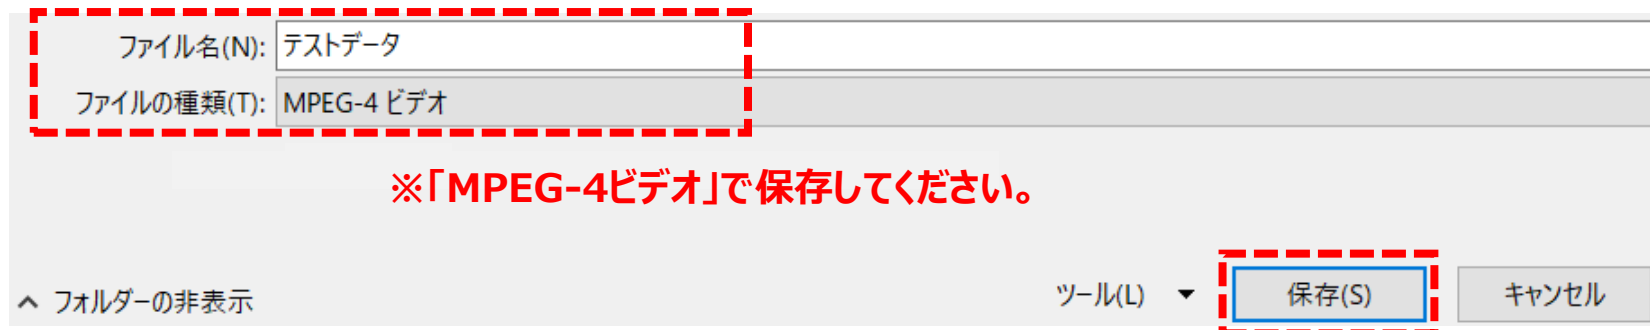 ファイル名(N): テストデータ
ファイルの種類(T): MPEG-4 ビデオ
※「MPEG-4ビデオ」で保存してください。
フォルダーの非表示 ツール(L) 保存(S) キャンセル